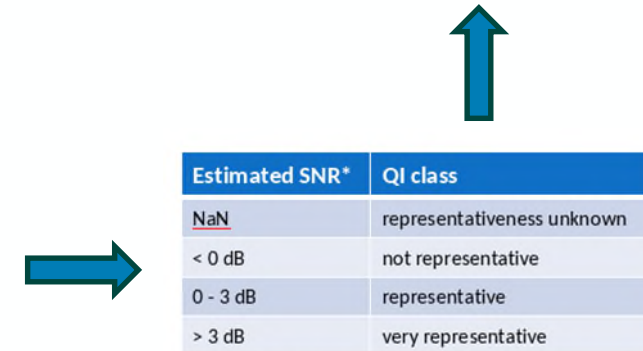 Estimated SNR* QI class
NaN representativeness unknown
< 0 dB not representative
0 - 3 dB representative
> 3 dB very representative